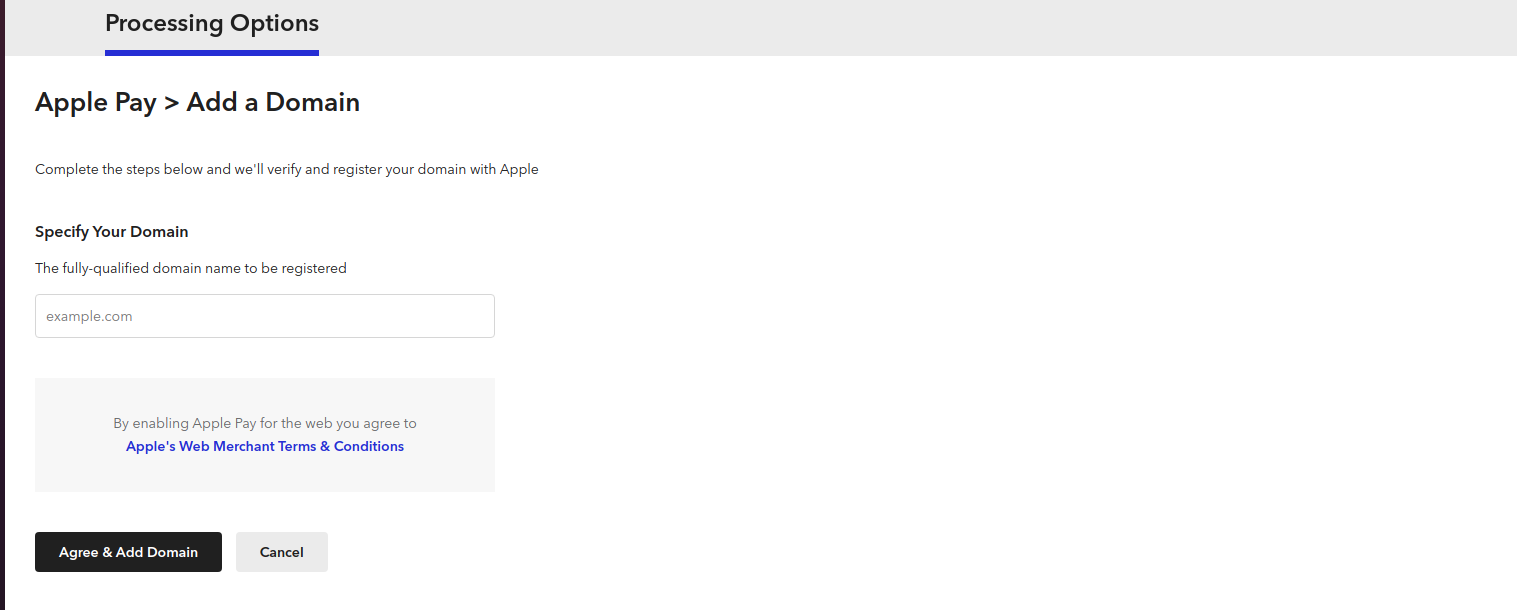 Processing Options
Apple Pay > Add a Domain
Complete the steps below and we'll verify and register your domain with Apple
Specify Your Domain
The fully-qualified domain name to be registered
example.com
By enabling Apple Pay for the web you agree to
Apple's Web Merchant Terms & Conditions
Agree & Add Domain
Cancel